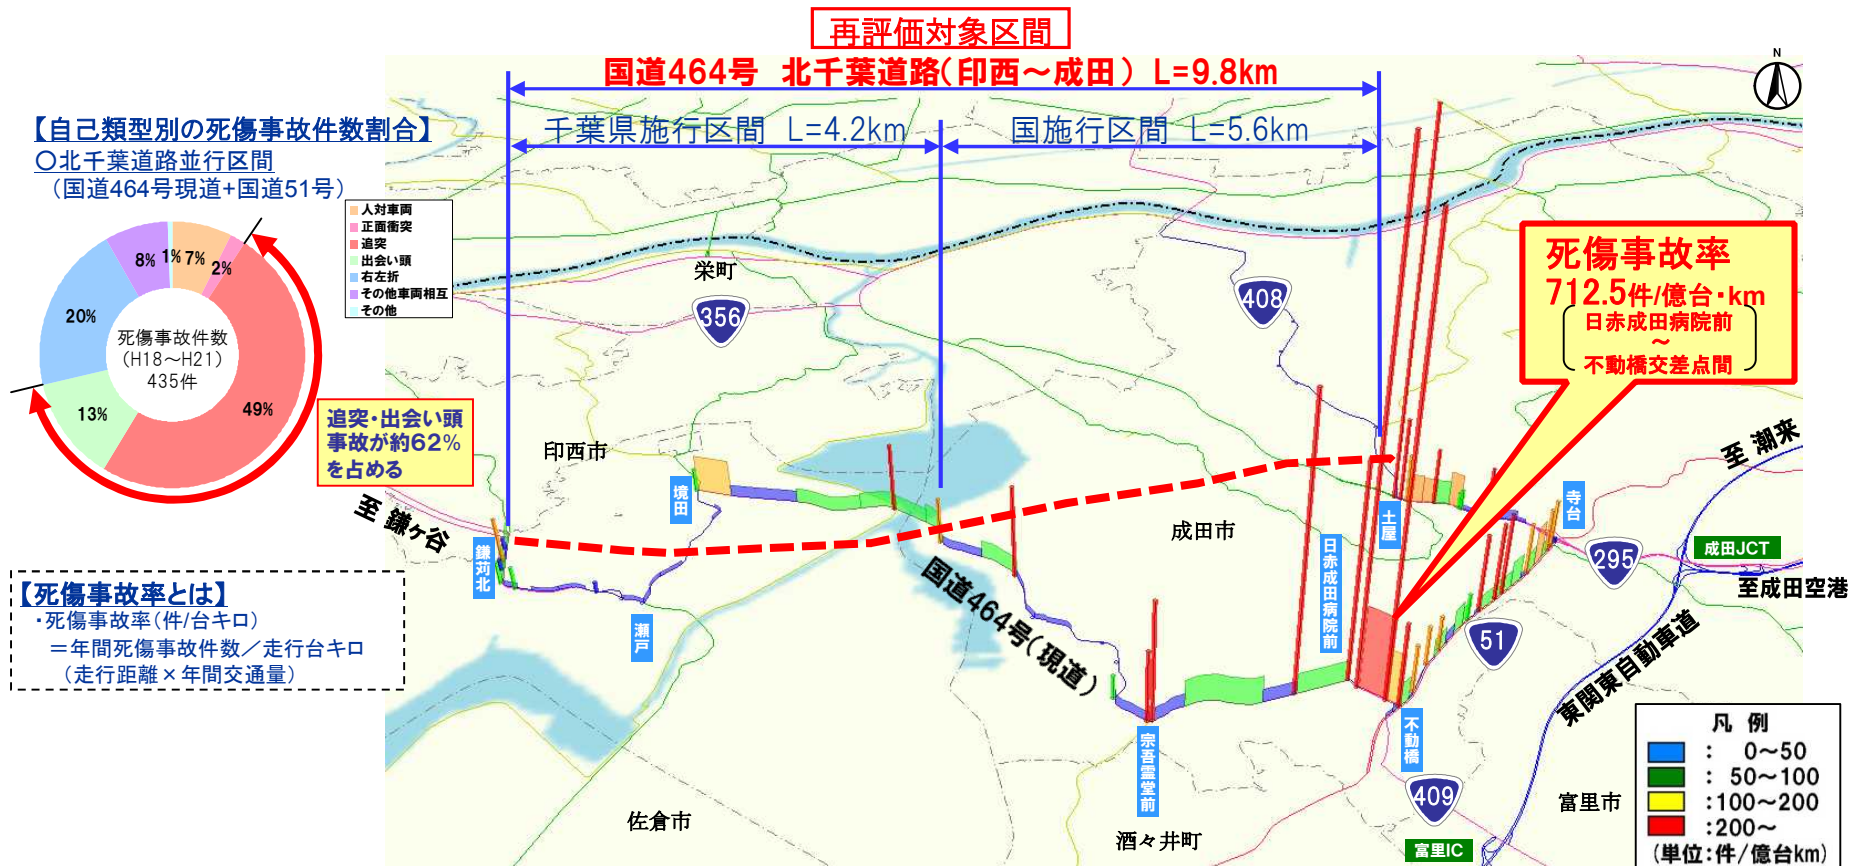 再評価対象区間
国道464号 北千葉道路(印西～成田) L=9.8km
千葉県施行区間 L=4.2km
国施行区間 L=5.6km
N
【自己類型別の死傷事故件数割合】
〇北千葉道路並行区間
(国道464号現道+国道51号)
人対車両
正面衝突
追突
出会い頭
右左折
その他車両相互
その他
8%
1%
7%
2%
20%
13%
49%
死傷事故件数
(H18～H21)
435件
追突・出会い頭
事故が約62%
を占める
【死傷事故率とは】
・死傷事故率(件/台キロ)
＝年間死傷事故件数／走行台キロ
(走行距離×年間交通量)
死傷事故率
712.5件/億台・km
日赤成田病院前
～
不動橋交差点間
栄町
356
408
印西市
境田
至 鎌ヶ谷
鎌苅北
瀬戸
国道464号(現道)
成田市
日赤成田病院前
土屋
寺台
至 潮来
295
成田JCT
至成田空港
51
東関東自動車道
宗吾霊堂前
不動橋
409
富里市
佐倉市
酒々井町
富里IC
凡 例
: 0～50
: 50～100
:100～200
:200～
(単位:件/億台km)